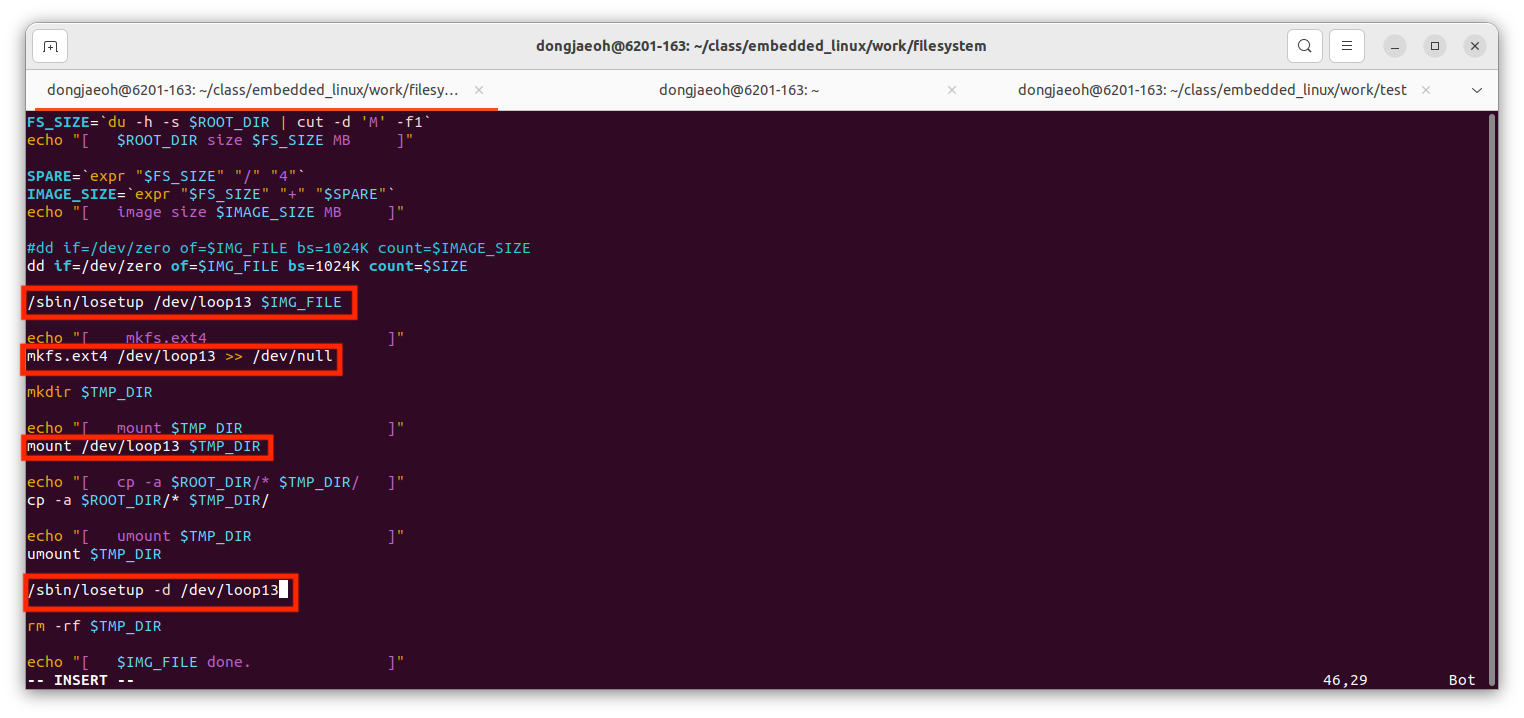 dongjaeoh@6201-163: ~/class/embedded_linux/work/filesystem
dongjaeoh@6201-163: ~/class/embedded_linux/work/filesy...
dongjaeoh@6201-163: ~
dongjaeoh@6201-163: ~/class/embedded_linux/work/test
FS_SIZE=`du -h -s $ROOT_DIR | cut -d 'M' -f1`
echo "[   $ROOT_DIR size $FS_SIZE MB     ]"
SPARE=`expr "$FS_SIZE" "/" "4"`
IMAGE_SIZE=`expr "$FS_SIZE" "+" "$SPARE"`
echo "[   image size $IMAGE_SIZE MB     ]"
#dd if=/dev/zero of=$IMG_FILE bs=1024K count=$IMAGE_SIZE
dd if=/dev/zero of=$IMG_FILE bs=1024K count=$SIZE
/sbin/losetup /dev/loop13 $IMG_FILE
echo "[    mkfs.ext4                    ]"
mkfs.ext4 /dev/loop13 >> /dev/null
mkdir $TMP_DIR
echo "[   mount $TMP_DIR                ]"
mount /dev/loop13 $TMP_DIR
echo "[   cp -a $ROOT_DIR/* $TMP_DIR/   ]"
cp -a $ROOT_DIR/* $TMP_DIR/
echo "[   umount $TMP_DIR               ]"
umount $TMP_DIR
/sbin/losetup -d /dev/loop13
rm -rf $TMP_DIR
echo "[   $IMG_FILE done.               ]"
-- INSERT -- 46,29 Bot